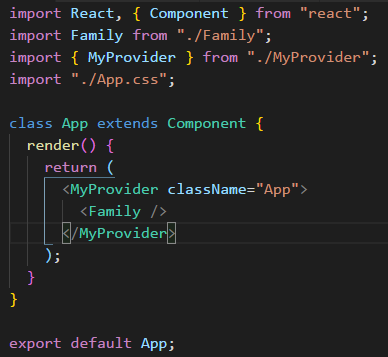 import React, { Component } from "react";
import Family from "./Family";
import { MyProvider } from "./MyProvider";
import "./App.css";
class App extends Component {
render() {
return (
<MyProvider className="App">
<Family />
</MyProvider>
);
}
}
export default App;